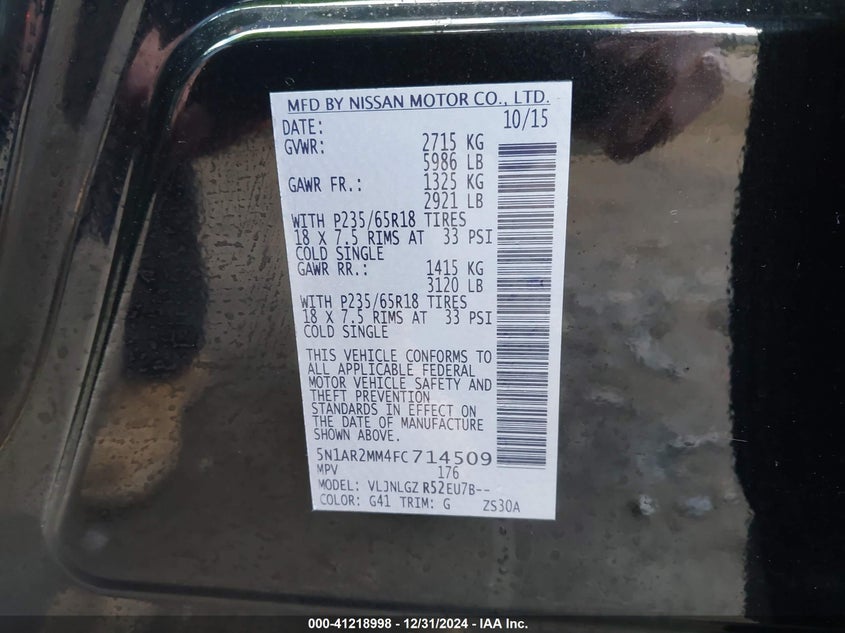 MFD BY NISSAN MOTOR CO., LTD.
DATE: 10/15
GVWR: 2715 KG
5986 LB
GAWR FR.: 1325 KG
2921 LB
WITH P235/65R18 TIRES
18 X 7.5 RIMS AT 33 PSI
COLD SINGLE
GAWR RR.: 1415 KG
3120 LB
WITH P235/65R18 TIRES
18 X 7.5 RIMS AT 33 PSI
COLD SINGLE
THIS VEHICLE CONFORMS TO
ALL APPLICABLE FEDERAL
MOTOR VEHICLE SAFETY AND
THEFT PREVENTION
STANDARDS IN EFFECT ON
THE DATE OF MANUFACTURE
SHOWN ABOVE.
5N1AR2MM4FC714509
MPV 176
MODEL: VLJNLGZ R52EU7B--
COLOR: G41 TRIM: G ZS30A
000-41218998 - 12/31/2024 - IAA Inc.